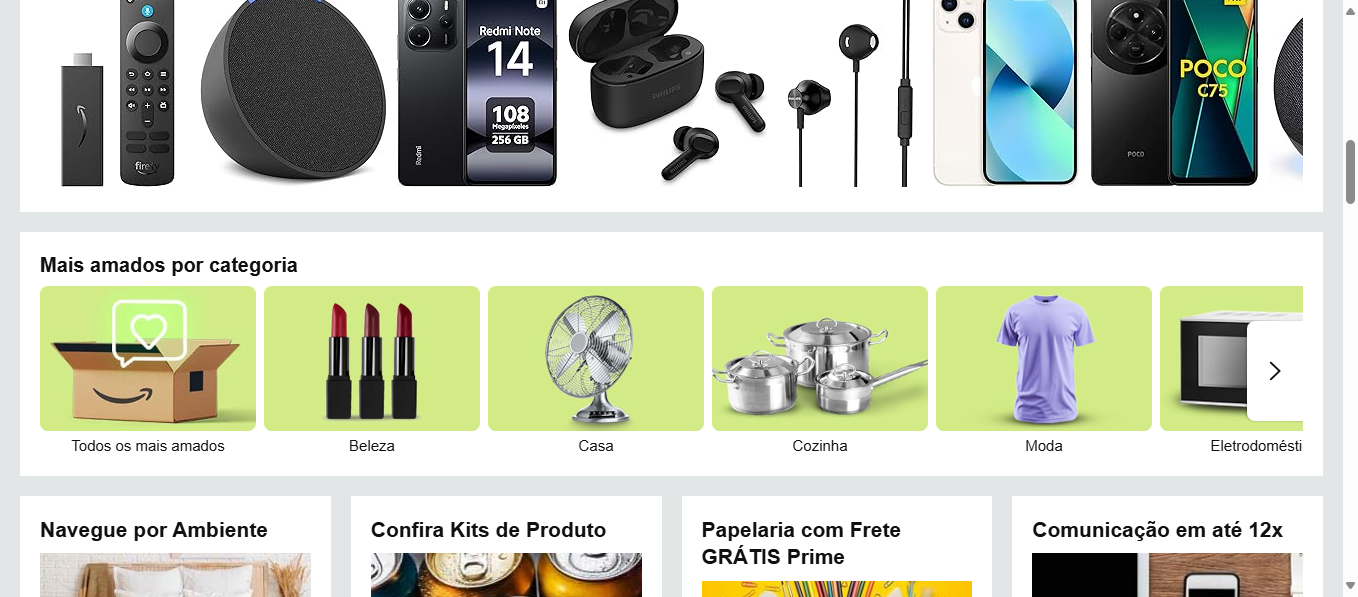 firetv
Redmi
Redmi Note
14
108
Megapixeles
256 GB
PHILIPS
PHILIPS
POCO
POCO
C75
Mais amados por categoria
Todos os mais amados
Beleza
Casa
Cozinha
Moda
Eletrodomésti
Navegue por Ambiente
Confira Kits de Produto
Papelaria com Frete
GRÁTIS Prime
Comunicação em até 12x